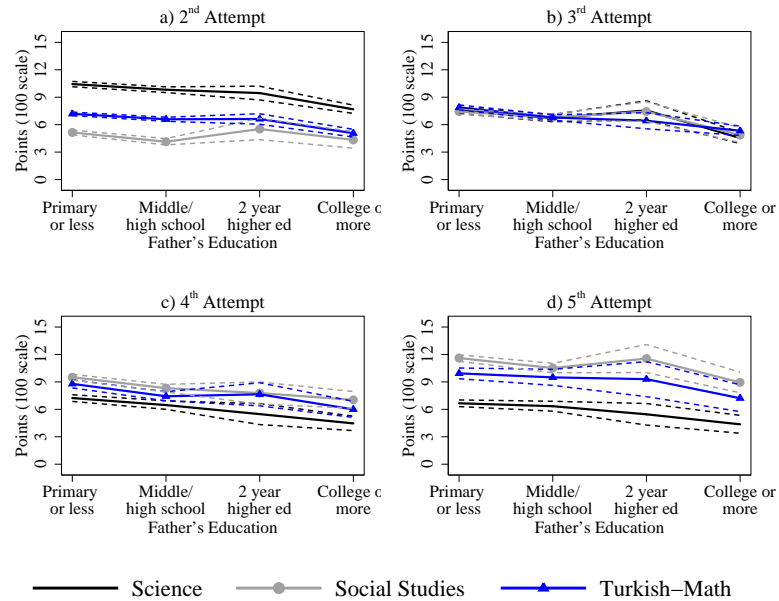 a) 2nd Attempt
Points (100 scale)
15
12
9
6
3
0
Primary or less
Middle/ high school
2 year higher ed
College or more
Father's Education
b) 3rd Attempt
Points (100 scale)
15
12
9
6
3
0
Primary or less
Middle/ high school
2 year higher ed
College or more
Father's Education
c) 4th Attempt
Points (100 scale)
15
12
9
6
3
0
Primary or less
Middle/ high school
2 year higher ed
College or more
Father's Education
d) 5th Attempt
Points (100 scale)
15
12
9
6
3
0
Primary or less
Middle/ high school
2 year higher ed
College or more
Father's Education
Science
Social Studies
Turkish−Math